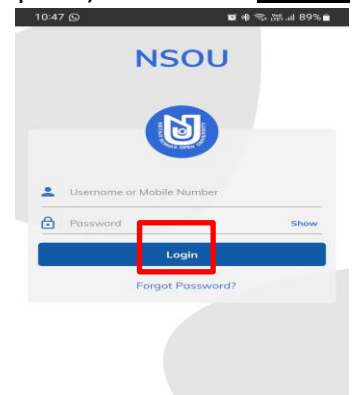 10:47 89%
NSOU
Username or Mobile Number
Password Show
Login
Forgot Password?